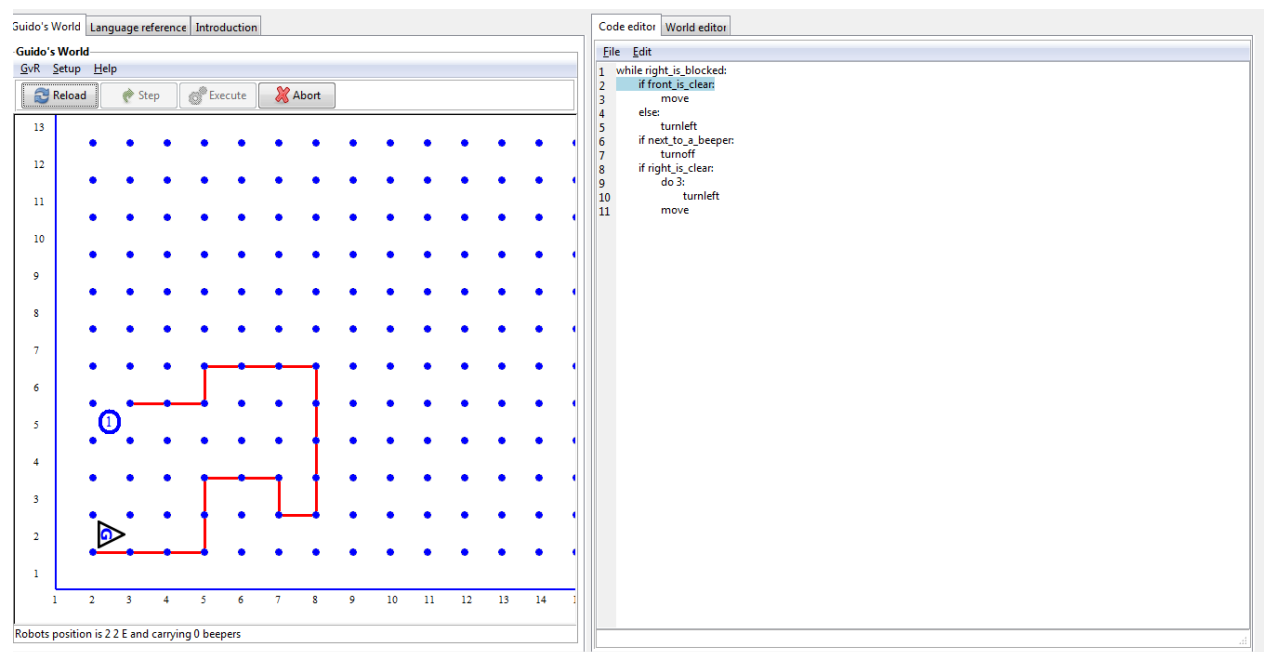 Guido's World Language reference Introduction
Guido's World
GvR Setup Help
Reload Step Execute Abort
13
12
11
10
9
8
7
6
5
4
3
2
1
1
G
1 2 3 4 5 6 7 8 9 10 11 12 13 14
Robots position is 2 2 E and carrying 0 beepers
Code editor World editor
File Edit
1 while right_is_blocked:
2 if front_is_clear:
3 move
4 else:
5 turnleft
6 if next_to_a_beeper:
7 turnoff
8 if right_is_clear:
9 do 3:
10 turnleft
11 move